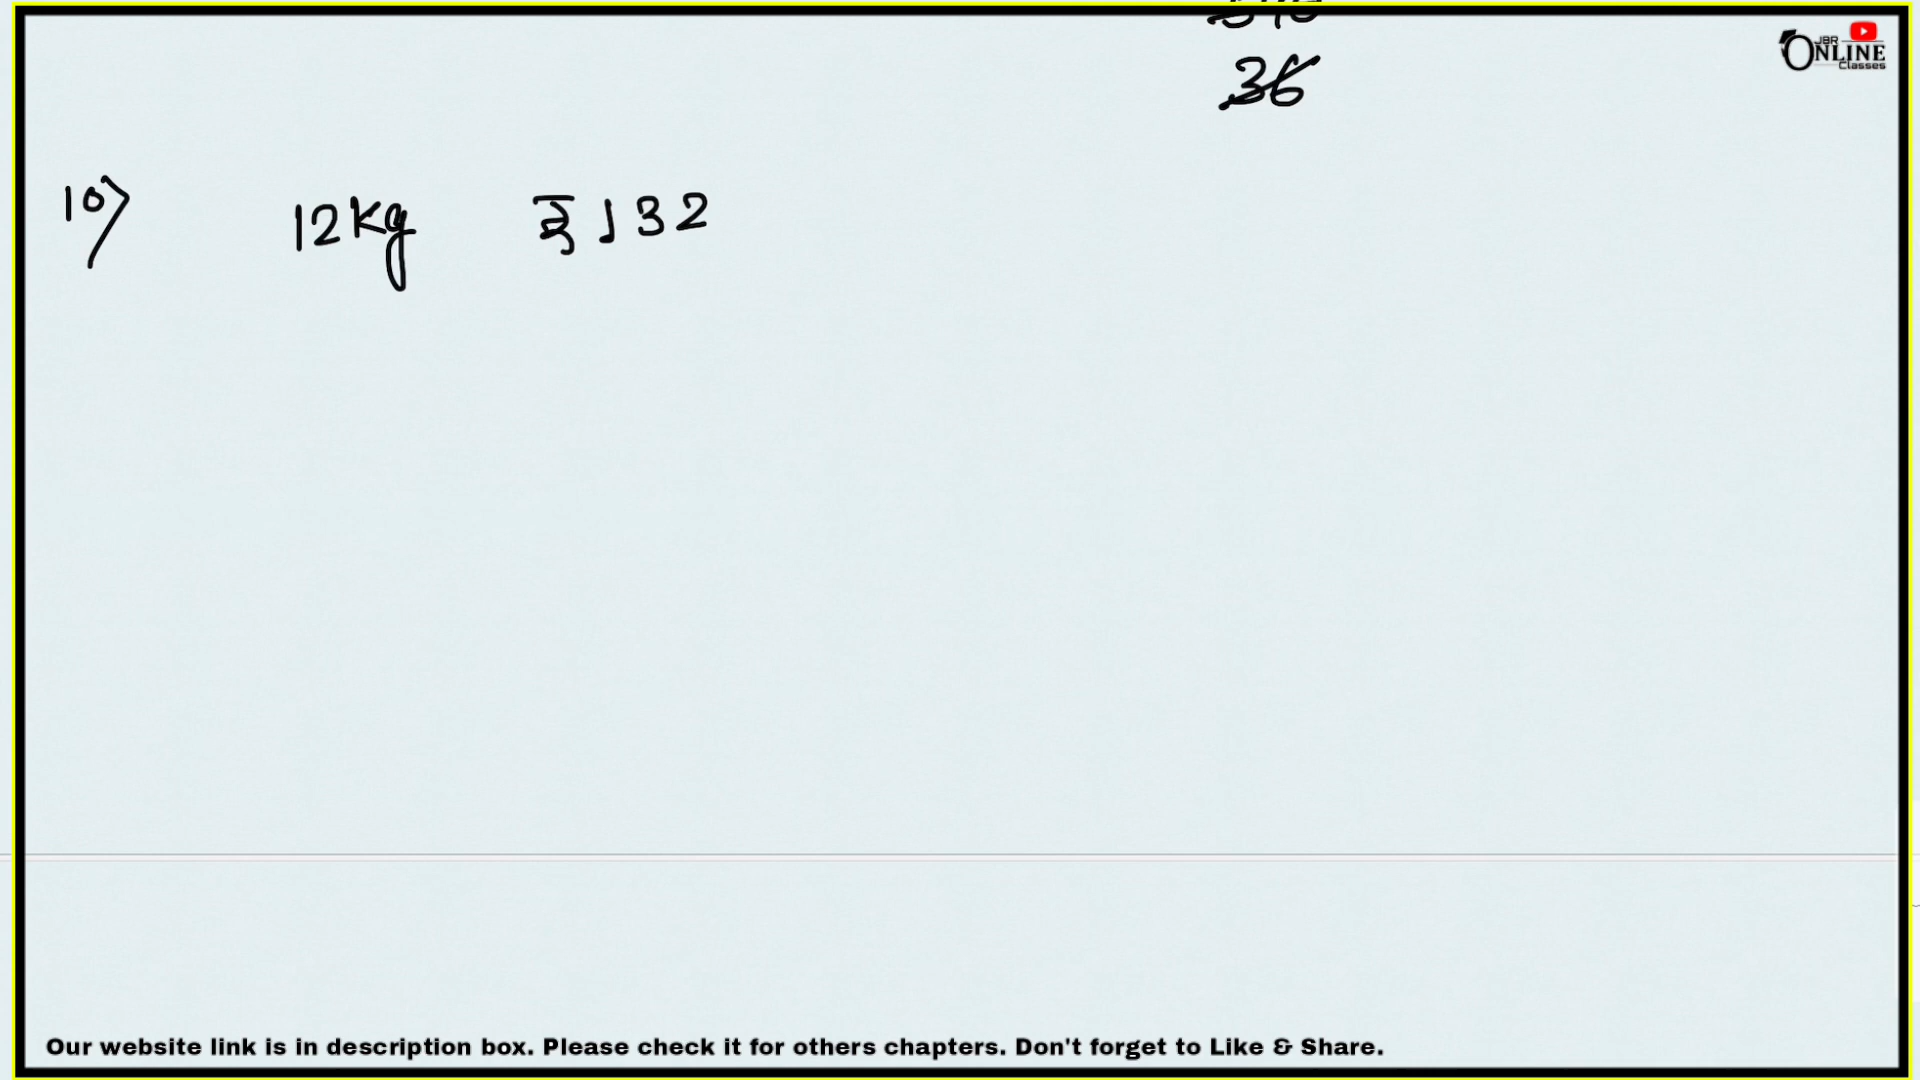 36
JBR
ONLINE
Classes
10) 12kg ₹ 132
Our website link is in description box. Please check it for others chapters. Don't forget to Like & Share.